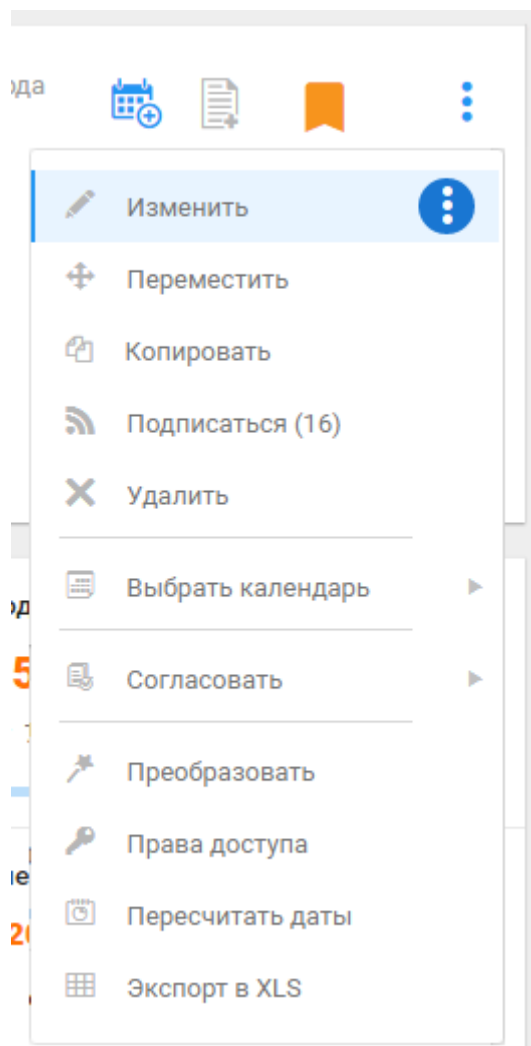 Изменить
Переместить
Копировать
Подписаться (16)
Удалить
Выбрать календарь
Согласовать
Преобразовать
Права доступа
Пересчитать даты
Экспорт в XLS